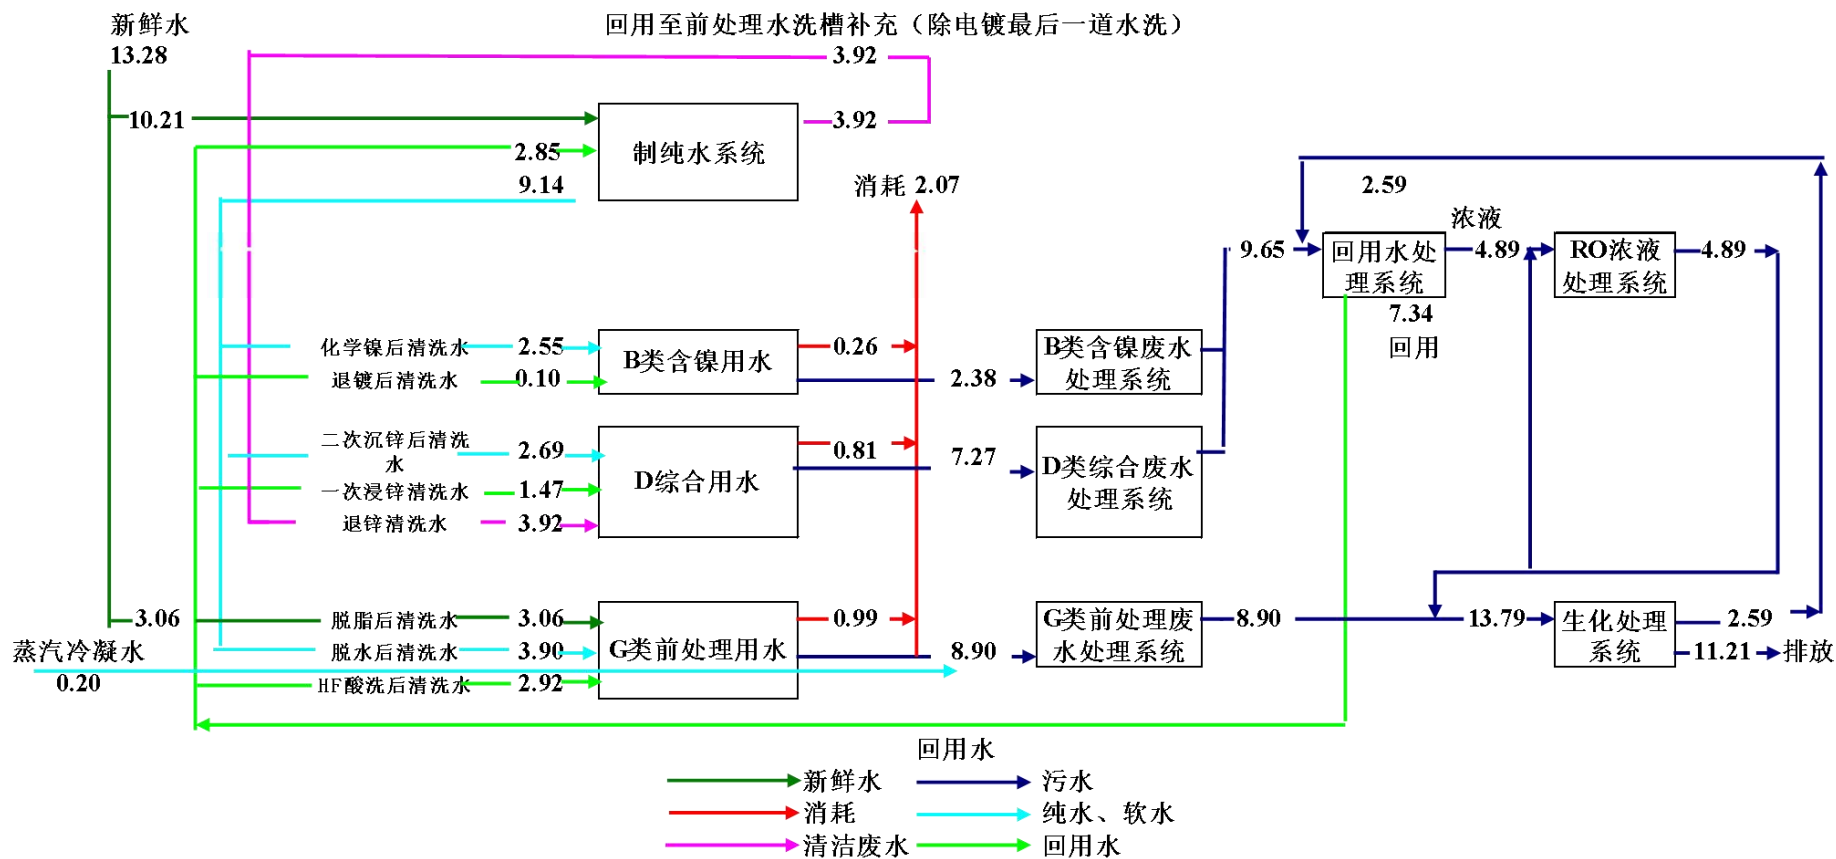 新鲜水
13.28
回用至前处理水洗槽补充（除电镀最后一道水洗）
3.92
10.21
3.92
2.85
制纯水系统
9.14
消耗 2.07
2.59
浓液
9.65
回用水处
理系统
4.89
RO浓液
处理系统
4.89
7.34
回用
化学镍后清洗水
2.55
B类含镍用水
0.26
B类含镍废水
处理系统
退镀后清洗水
0.10
2.38
二次沉锌后清洗
水
2.69
D综合用水
0.81
7.27
D类综合废水
处理系统
一次浸锌清洗水
1.47
退锌清洗水
3.92
3.06
脱脂后清洗水
3.06
G类前处理用水
0.99
G类前处理废
水处理系统
8.90
13.79
生化处理
系统
2.59
蒸汽冷凝水
脱水后清洗水
3.90
8.90
11.21
排放
0.20
HF酸洗后清洗水
2.92
回用水
新鲜水
污水
消耗
纯水、软水
清洁废水
回用水